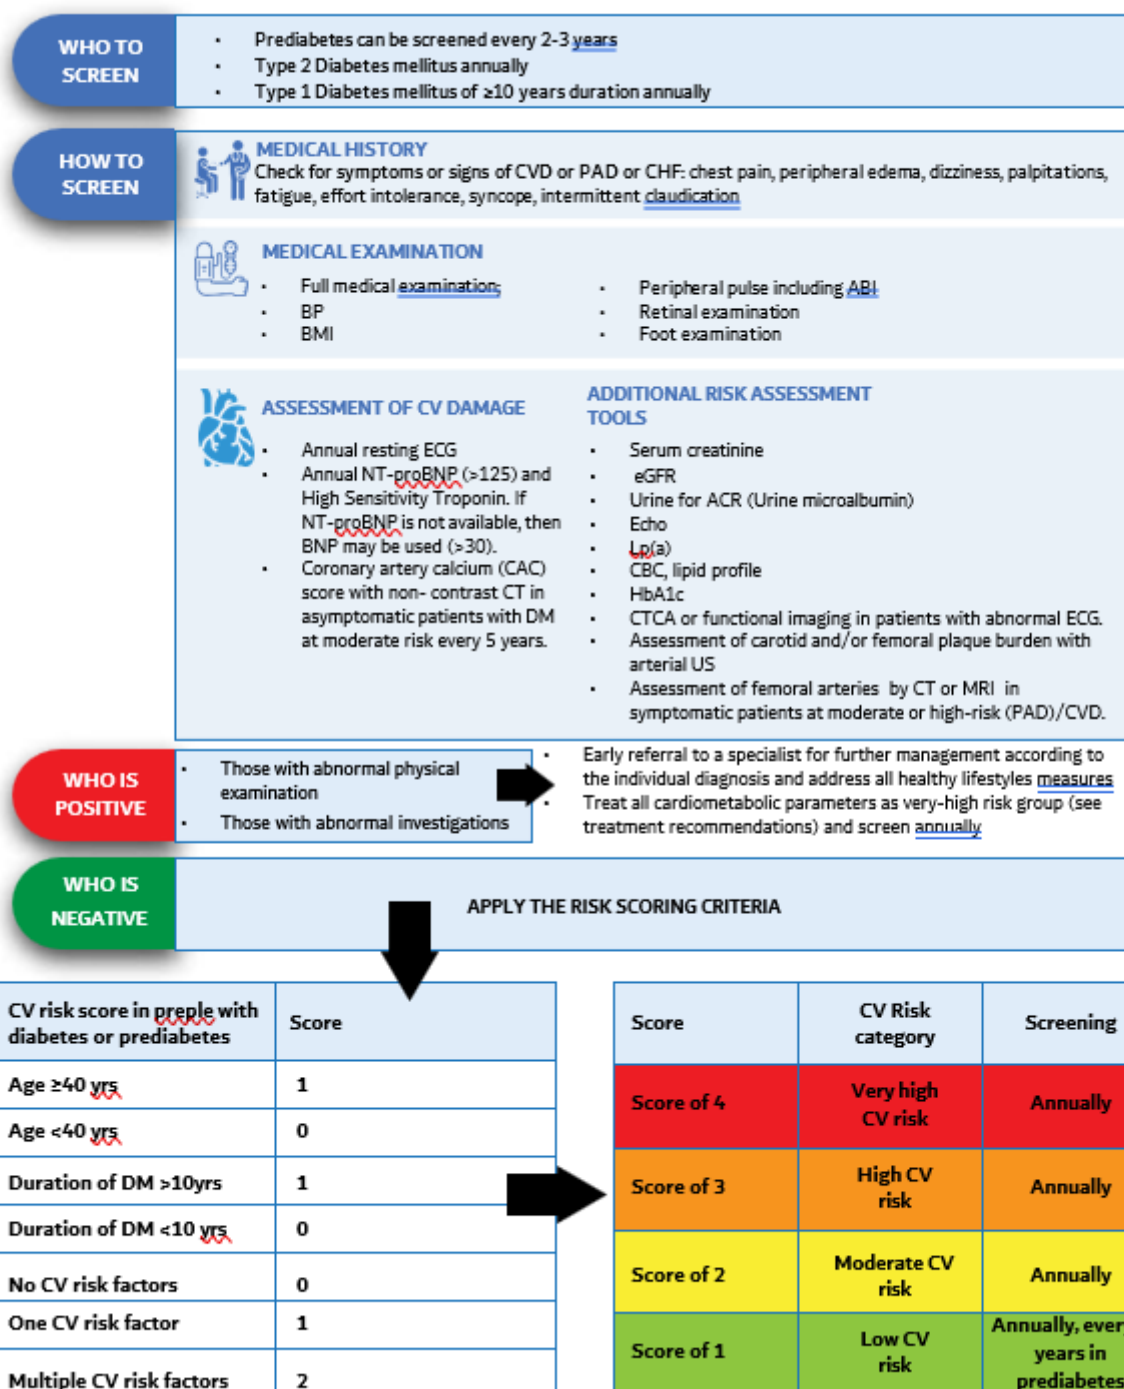 WHO TO
SCREEN
· Prediabetes can be screened every 2-3 years
· Type 2 Diabetes mellitus annually
· Type 1 Diabetes mellitus of ≥10 years duration annually
HOW TO
SCREEN
MEDICAL HISTORY
Check for symptoms or signs of CVD or PAD or CHF: chest pain, peripheral edema, dizziness, palpitations,
fatigue, effort intolerance, syncope, intermittent claudication
MEDICAL EXAMINATION
· Full medical examination;
· BP
· BMI
· Peripheral pulse including ABI
· Retinal examination
· Foot examination
ASSESSMENT OF CV DAMAGE
· Annual resting ECG
· Annual NT-proBNP (>125) and
High Sensitivity Troponin. If
NT-proBNP is not available, then
BNP may be used (>30).
· Coronary artery calcium (CAC)
score with non- contrast CT in
asymptomatic patients with DM
at moderate risk every 5 years.
ADDITIONAL RISK ASSESSMENT
TOOLS
· Serum creatinine
· eGFR
· Urine for ACR (Urine microalbumin)
· Echo
· Lp(a)
· CBC, lipid profile
· HbA1c
· CTCA or functional imaging in patients with abnormal ECG.
· Assessment of carotid and/or femoral plaque burden with
arterial US
· Assessment of femoral arteries by CT or MRI in
symptomatic patients at moderate or high-risk (PAD)/CVD.
WHO IS
POSITIVE
· Those with abnormal physical
examination
· Those with abnormal investigations
· Early referral to a specialist for further management according to
the individual diagnosis and address all healthy lifestyles measures
· Treat all cardiometabolic parameters as very-high risk group (see
treatment recommendations) and screen annually
WHO IS
NEGATIVE
APPLY THE RISK SCORING CRITERIA
CV risk score in preple with
diabetes or prediabetes
Score
Age ≥40 yrs
1
Age <40 yrs
0
Duration of DM >10yrs
1
Duration of DM <10 yrs
0
No CV risk factors
0
One CV risk factor
1
Multiple CV risk factors
2
Score
CV Risk
category
Screening
Score of 4
Very high
CV risk
Annually
Score of 3
High CV
risk
Annually
Score of 2
Moderate CV
risk
Annually
Score of 1
Low CV
risk
Annually,
years in
prediabetes